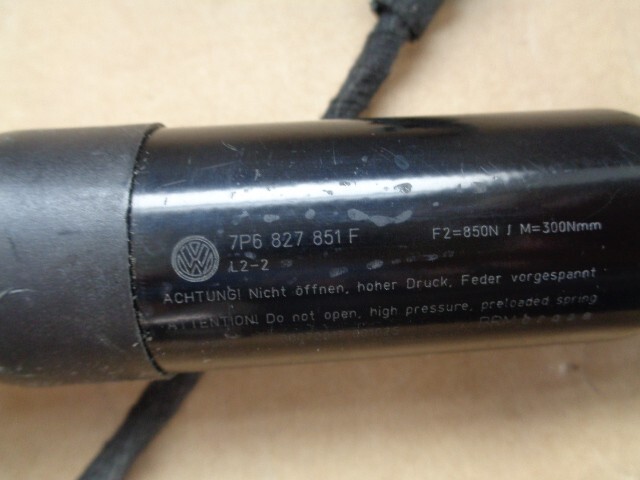 VW 7P6 827 851 F F2=850N / M=300Nmm
L2-2
ACHTUNG! Nicht öffnen, hoher Druck, Feder vorgespannt
ATTENTION! Do not open, high pressure, preloaded spring